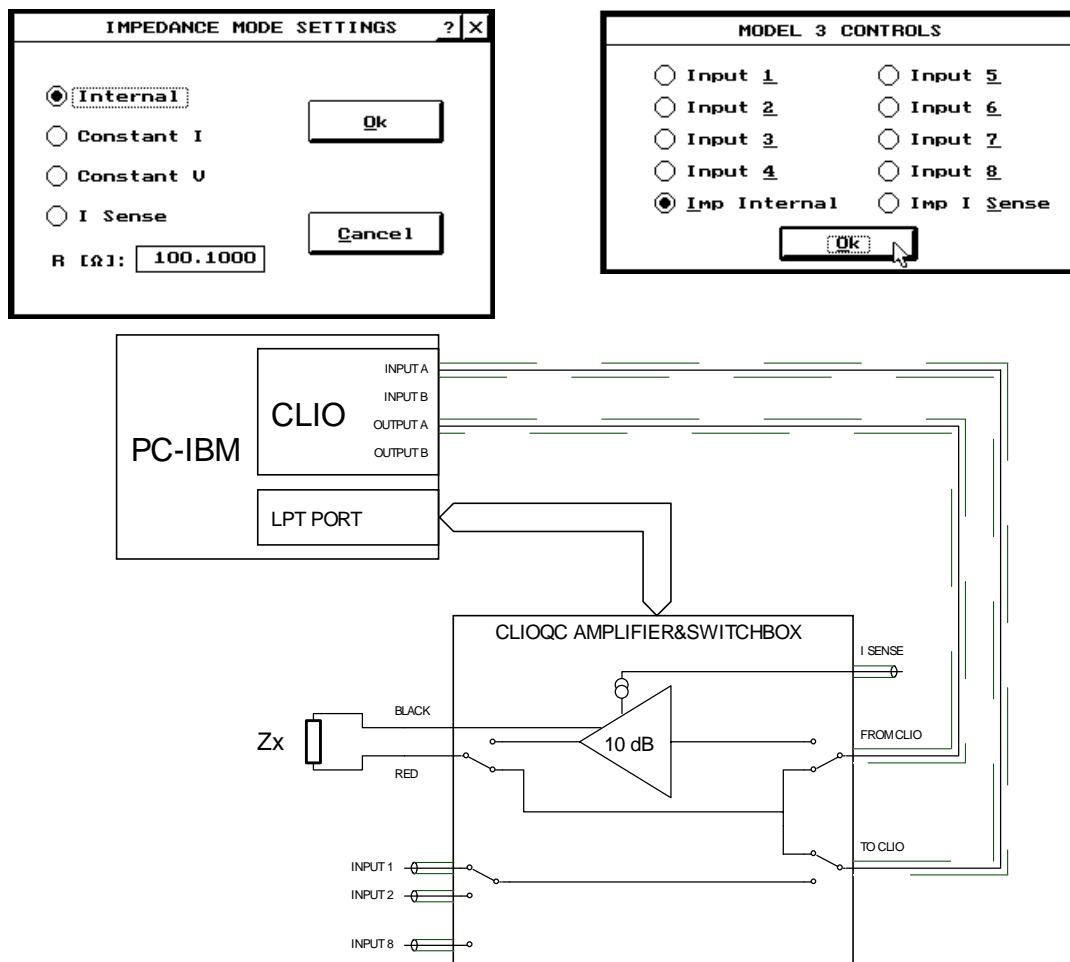 IMPEDANCE MODE SETTINGS ? X
Internal
Constant I
Constant V
I Sense
R [Ω]: 100.1000
Ok
Cancel
MODEL 3 CONTROLS
Input 1
Input 2
Input 3
Input 4
Imp Internal
Input 5
Input 6
Input 7
Input 8
Imp I Sense
Ok
PC-IBM
CLIO
INPUT A
INPUT B
OUTPUT A
OUTPUT B
LPT PORT
CLIOQC AMPLIFIER&SWITCHBOX
I SENSE
BLACK
Zx
10 dB
FROM CLIO
RED
TO CLIO
INPUT 1
INPUT 2
INPUT 8